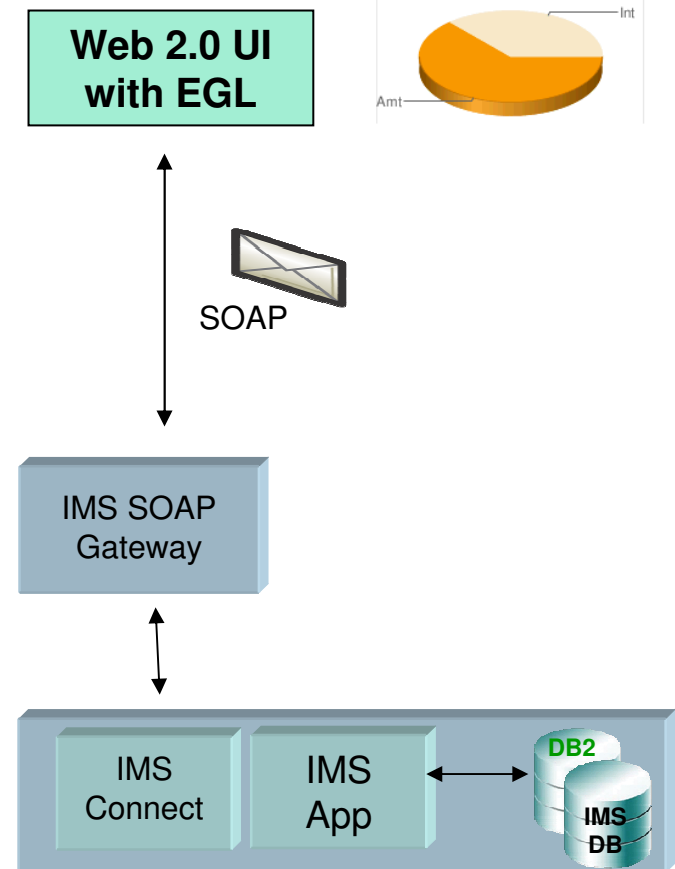 Web 2.0 UI
with EGL
Int
Amt
SOAP
IMS SOAP
Gateway
IMS
Connect
IMS
App
DB2
IMS
DB